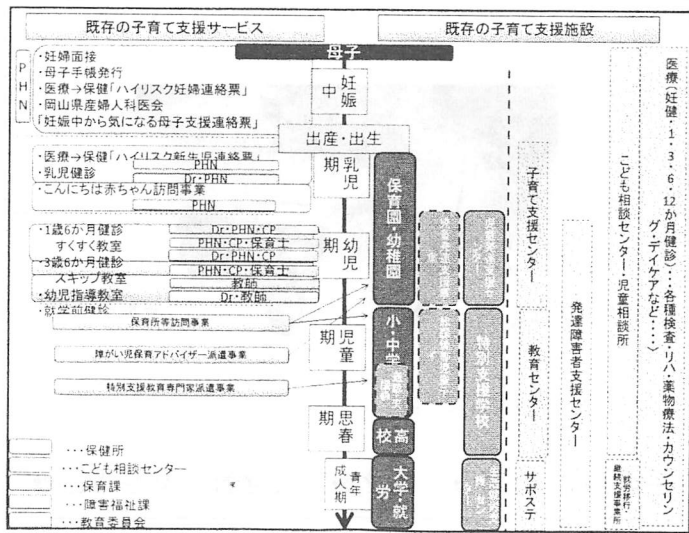 既存の子育て支援サービス
既存の子育て支援施設
母子
PHN
・妊婦面接
・母子手帳発行
・医療→保健「ハイリスク妊婦連絡票」
・岡山県産婦人科医会
「妊娠中から気になる母子支援連絡票」
妊娠中
出産・出生
・医療→保健「ハイリスク新生児連絡票」
PHN
・乳児健診
Dr・PHN
・こんにちは赤ちゃん訪問事業
PHN
乳児期
・1歳6か月健診
Dr・PHN・CP
すくすく教室
PHN・CP・保育士
・3歳6か月健診
Dr・PHN・CP
PHN・CP・保育士
スキップ教室
教師
・幼児指導教室
Dr・教師
・就学前健診
幼児期
保育所等訪問事業
障がい児保育アドバイザー派遣事業
特別支援教育専門家派遣事業
児童期
思春期
青年成人期
保育園・幼稚園
小・中学
高校
大学・就労
特別支援学校
子育て支援センター
教育センター
サポステ
発達障害者支援センター
こども相談センター・児童相談所
就労移行・継続支援事業所
医療(妊健・1・3・6・12か月健診)・・・各種検査・リハ・薬物療法・カウンセリング・デイケアなど・・・・・)
・・・保健所
・・・こども相談センター
・・・保育課
・・・障害福祉課
・・・教育委員会